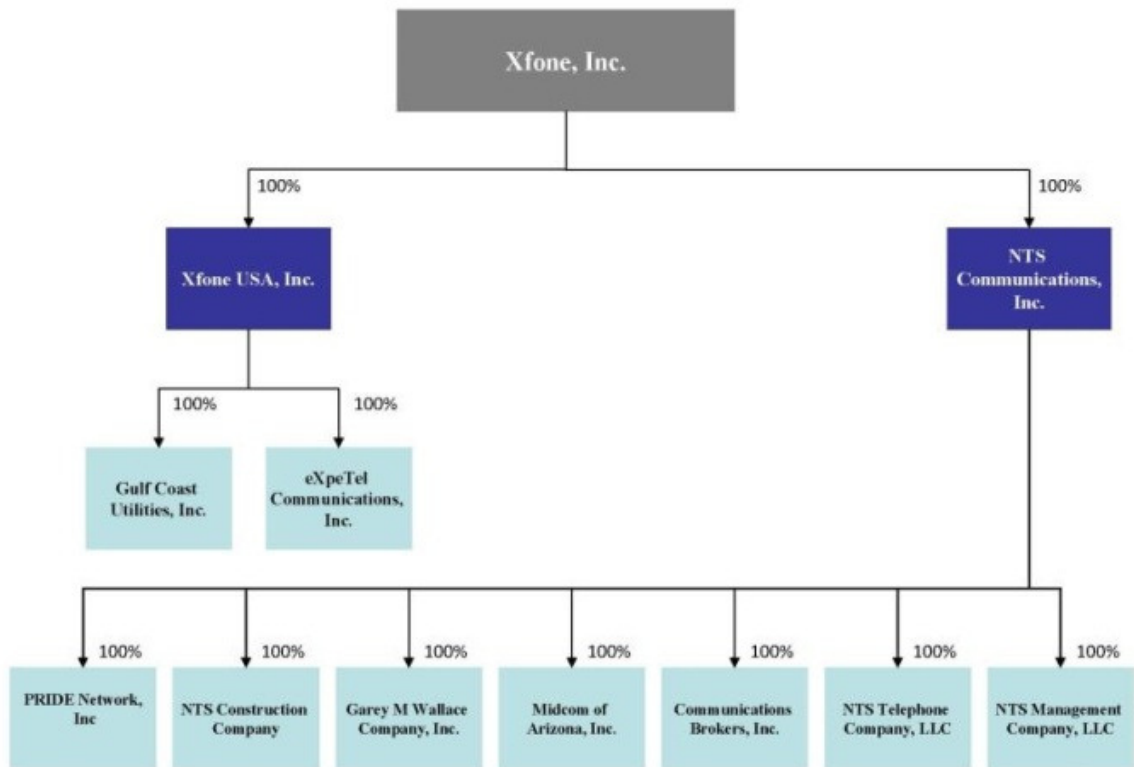 Xfone, Inc.
100%
100%
Xfone USA, Inc.
NTS
Communications,
Inc.
100%
100%
Gulf Coast
Utilities, Inc.
eXpeTel
Communications,
Inc.
100%
100%
100%
100%
100%
100%
100%
PRIDE Network,
Inc
NTS Construction
Company
Garey M Wallace
Company, Inc.
Midcom of
Arizona, Inc.
Communications
Brokers, Inc.
NTS Telephone
Company, LLC
NTS Management
Company, LLC